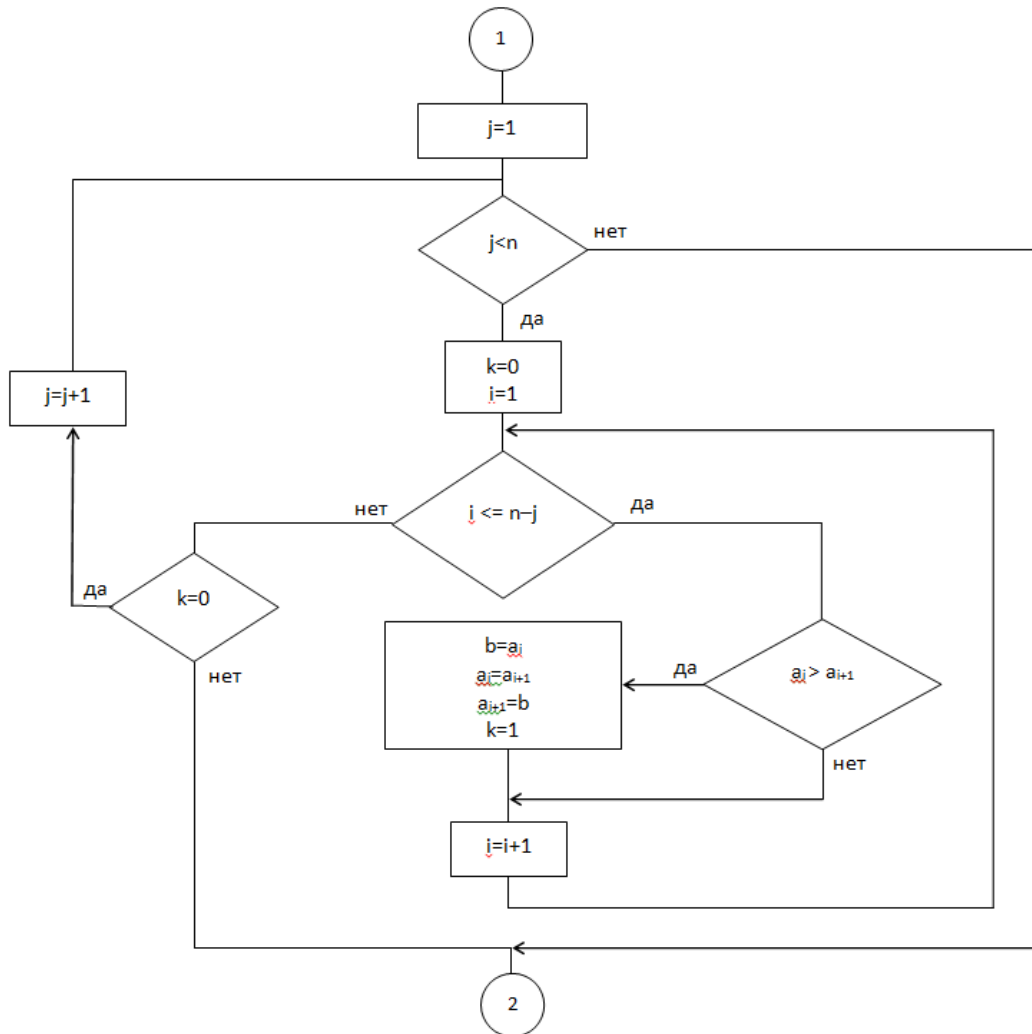 1
j=1
j<n
нет
да
k=0
i=1
j=j+1
i <= n–j
нет
да
k=0
да
нет
b=ai
ai=ai+1
ai+1=b
k=1
да
ai> ai+1
нет
i=i+1
2